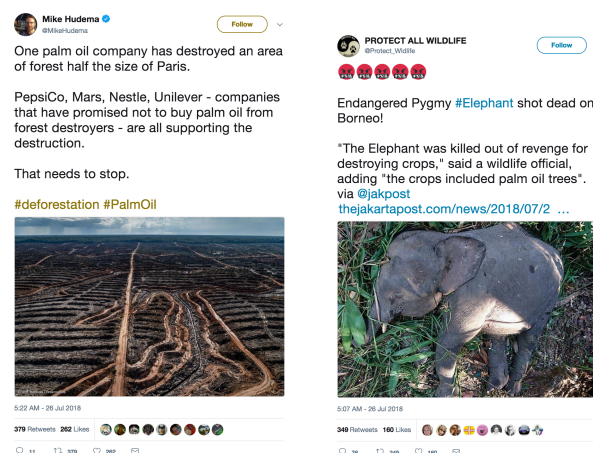 Mike Hudema
@MikeHudema
Follow
One palm oil company has destroyed an area
of forest half the size of Paris.
PepsiCo, Mars, Nestle, Unilever - companies
that have promised not to buy palm oil from
forest destroyers - are all supporting the
destruction.
That needs to stop.
#deforestation #PalmOil
5:22 AM - 26 Jul 2018
379 Retweets 262 Likes
11 379 262
PROTECT ALL WILDLIFE
@Protect_Wldlife
Follow
Endangered Pygmy #Elephant shot dead on
Borneo!
"The Elephant was killed out of revenge for
destroying crops," said a wildlife official,
adding "the crops included palm oil trees".
via @jakpost
thejakartapost.com/news/2018/07/2 …
5:07 AM - 26 Jul 2018
349 Retweets 160 Likes